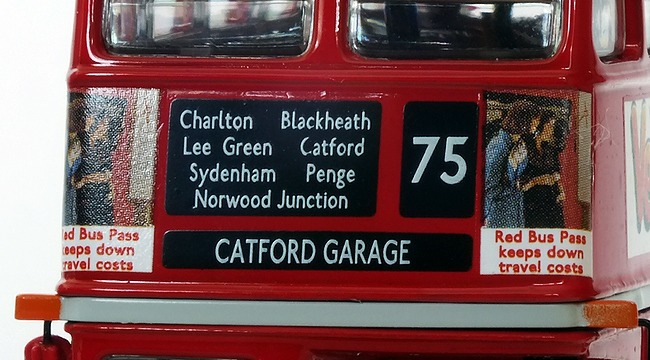 Charlton Blackheath
Lee Green Catford
Sydenham Penge
Norwood Junction
75
CATFORD GARAGE
Bus Pass
keeps down
travel costs
Red Bus Pass
keeps down
travel costs